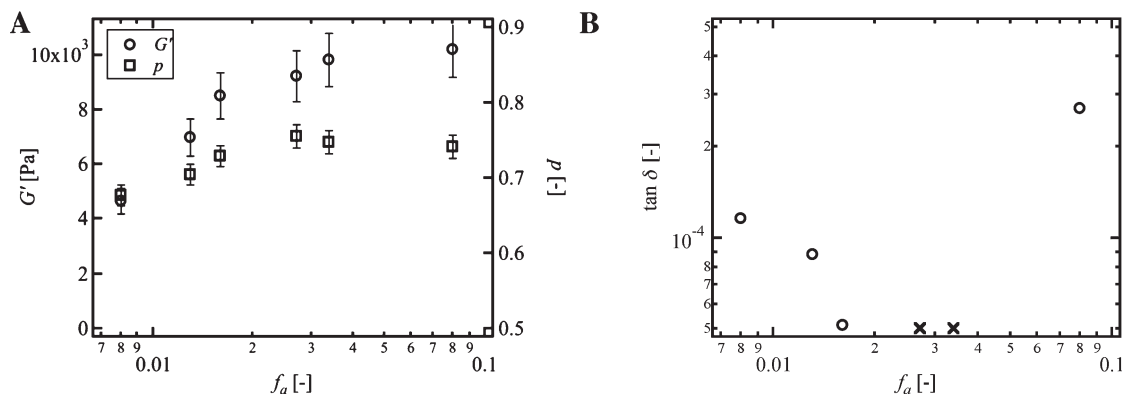 A
B
10x10³
8
6
4
2
0
G′ [Pa]
G′
p
0.9
0.8
0.7
0.6
0.5
p [-]
7 8 9 2 3 4 5 6 7 8 9
0.01 0.1
f_a [-]
5
4
3
2
10⁻⁴
9
8
7
6
5
tan δ [-]
7 8 9 2 3 4 5 6 7 8 9
0.01 0.1
f_a [-]